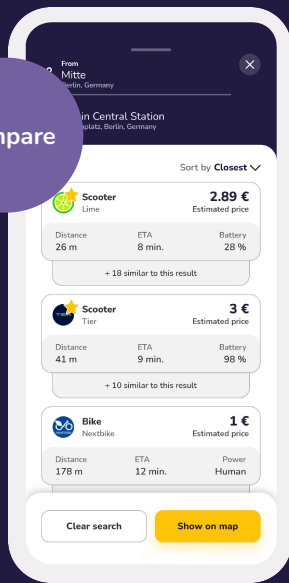 From
Mitte
Berlin, Germany
Central Station
Berlin, Germany
Sort by Closest
Scooter
Lime
2.89 €
Estimated price
Distance
ETA
Battery
26 m
8 min.
28 %
+ 18 similar to this result
TIER
Scooter
Tier
3 €
Estimated price
Distance
ETA
Battery
41 m
9 min.
98 %
+ 10 similar to this result
Bike
Nextbike
1 €
Estimated price
Distance
ETA
Power
178 m
12 min.
Human
Clear search
Show on map